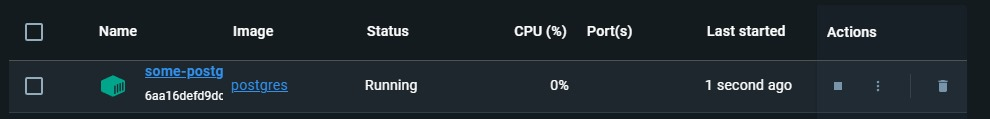 Name Image Status CPU (%) Port(s) Last started Actions
some-postg
postgres Running 0% 1 second ago
6aa16defd9dc